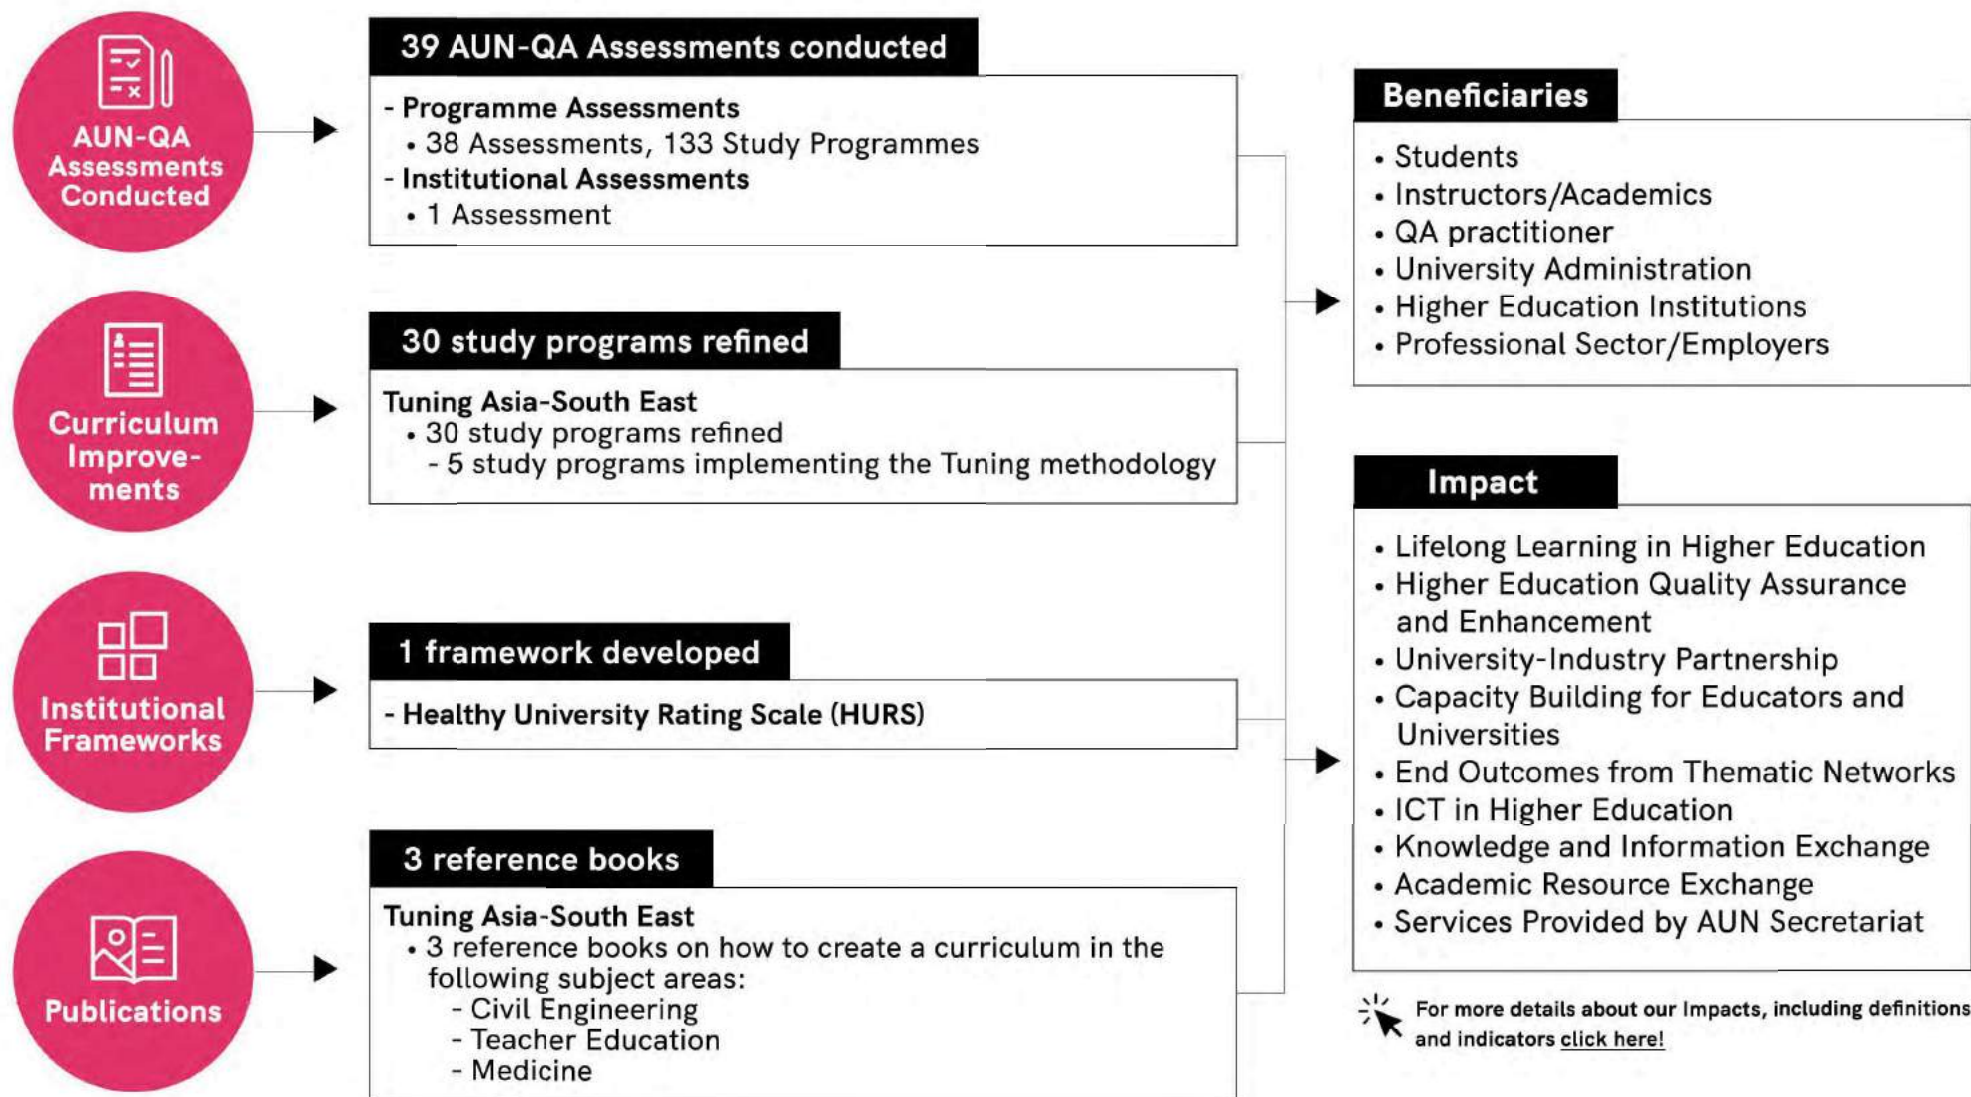 AUN-QA
Assessments
Conducted
39 AUN-QA Assessments conducted
- Programme Assessments
• 38 Assessments, 133 Study Programmes
- Institutional Assessments
• 1 Assessment
Curriculum
Improve-
ments
30 study programs refined
Tuning Asia-South East
• 30 study programs refined
- 5 study programs implementing the Tuning methodology
Institutional
Frameworks
1 framework developed
- Healthy University Rating Scale (HURS)
Publications
3 reference books
Tuning Asia-South East
• 3 reference books on how to create a curriculum in the
following subject areas:
- Civil Engineering
- Teacher Education
- Medicine
Beneficiaries
• Students
• Instructors/Academics
• QA practitioner
• University Administration
• Higher Education Institutions
• Professional Sector/Employers
Impact
• Lifelong Learning in Higher Education
• Higher Education Quality Assurance
and Enhancement
• University-Industry Partnership
• Capacity Building for Educators and
Universities
• End Outcomes from Thematic Networks
• ICT in Higher Education
• Knowledge and Information Exchange
• Academic Resource Exchange
• Services Provided by AUN Secretariat
For more details about our Impacts, including definitions
and indicators click here!